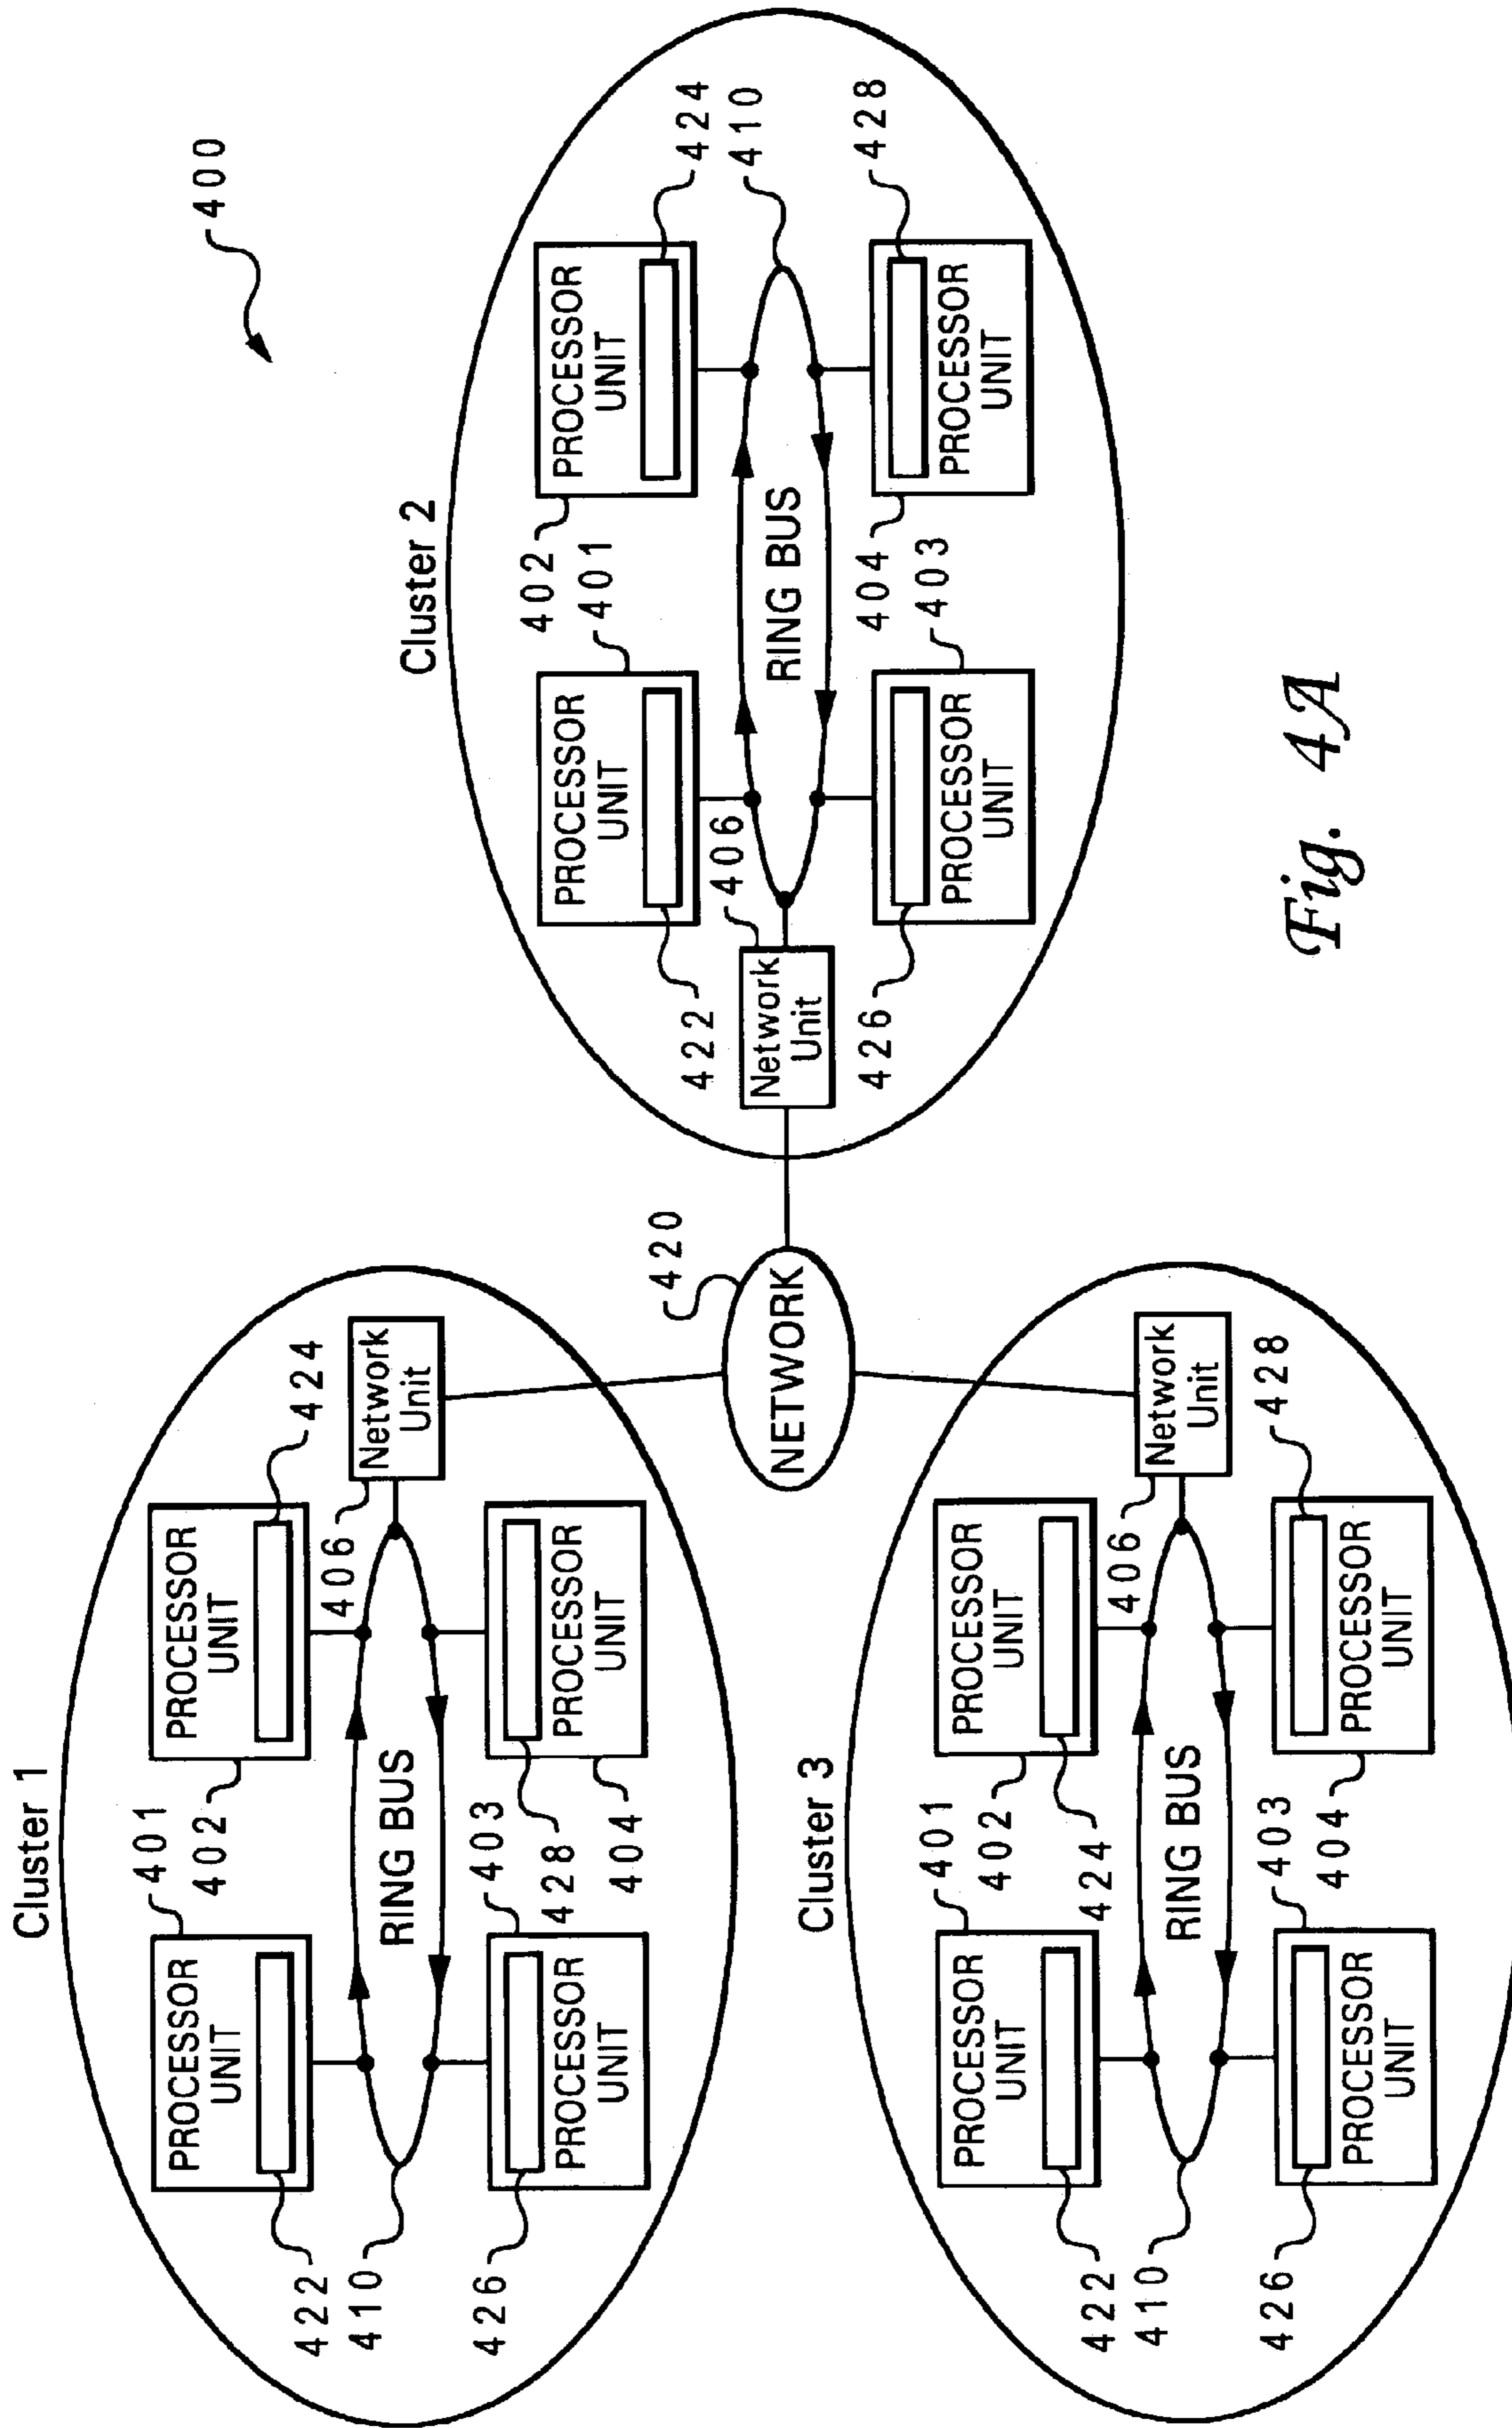 Cluster 1
401
402
PROCESSOR
UNIT
PROCESSOR
UNIT
422
424
410
RING BUS
406
Network
Unit
426
403
428
404
PROCESSOR
UNIT
PROCESSOR
UNIT
400
420
NETWORK
Cluster 2
402
401
PROCESSOR
UNIT
PROCESSOR
UNIT
422
424
406
410
Network
Unit
RING BUS
426
404
403
428
PROCESSOR
UNIT
PROCESSOR
UNIT
Cluster 3
401
402
PROCESSOR
UNIT
PROCESSOR
UNIT
422
424
410
RING BUS
406
Network
Unit
426
403
404
428
PROCESSOR
UNIT
PROCESSOR
UNIT
Fig. 4A